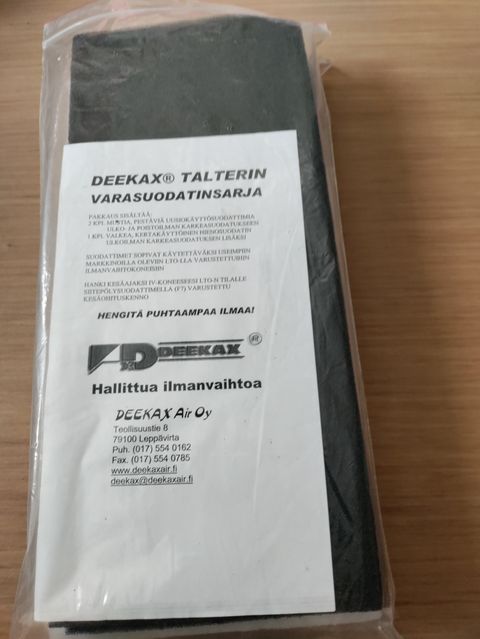 DEEKAX® TALTERIN
VARASUODATINSARJA
PAKKAUS SISÄLTÄÄ:
2 KPL MUSTIA, PESTÄVIÄ UUSIOKÄYTTÖSUODATTIMIA
ULKO- JA POISTOILMAN KARKEASUODATUKSEEN
1 KPL VALKEA, KERTAKÄYTTÖINEN HIENOSUODATIN
ULKOILMAN KARKEASUODATUKSEN LISÄKSI
SUODATTIMET SOPIVAT KÄYTETTÄVÄKSI USEIMPIIN
MARKKINOILLA OLEVIIN LTO-LLA VARUSTETTUIHIN
ILMANVAIHTOKONEISIIN
HANKI KESÄAJAKSI IV-KONEESEESI LTO-N TILALLE
SIITEPÖLYSUODATTIMELLA (F7) VARUSTETTU
KESÄOHITUSKENNO
HENGITÄ PUHTAAMPAA ILMAA!
DEEKAX ®
Hallittua ilmanvaihtoa
DEEKAX Air Oy
Teollisuustie 8
79100 Leppävirta
Puh. (017) 554 0162
Fax. (017) 554 0785
www.deekaxair.fi
deekax@deekaxair.fi